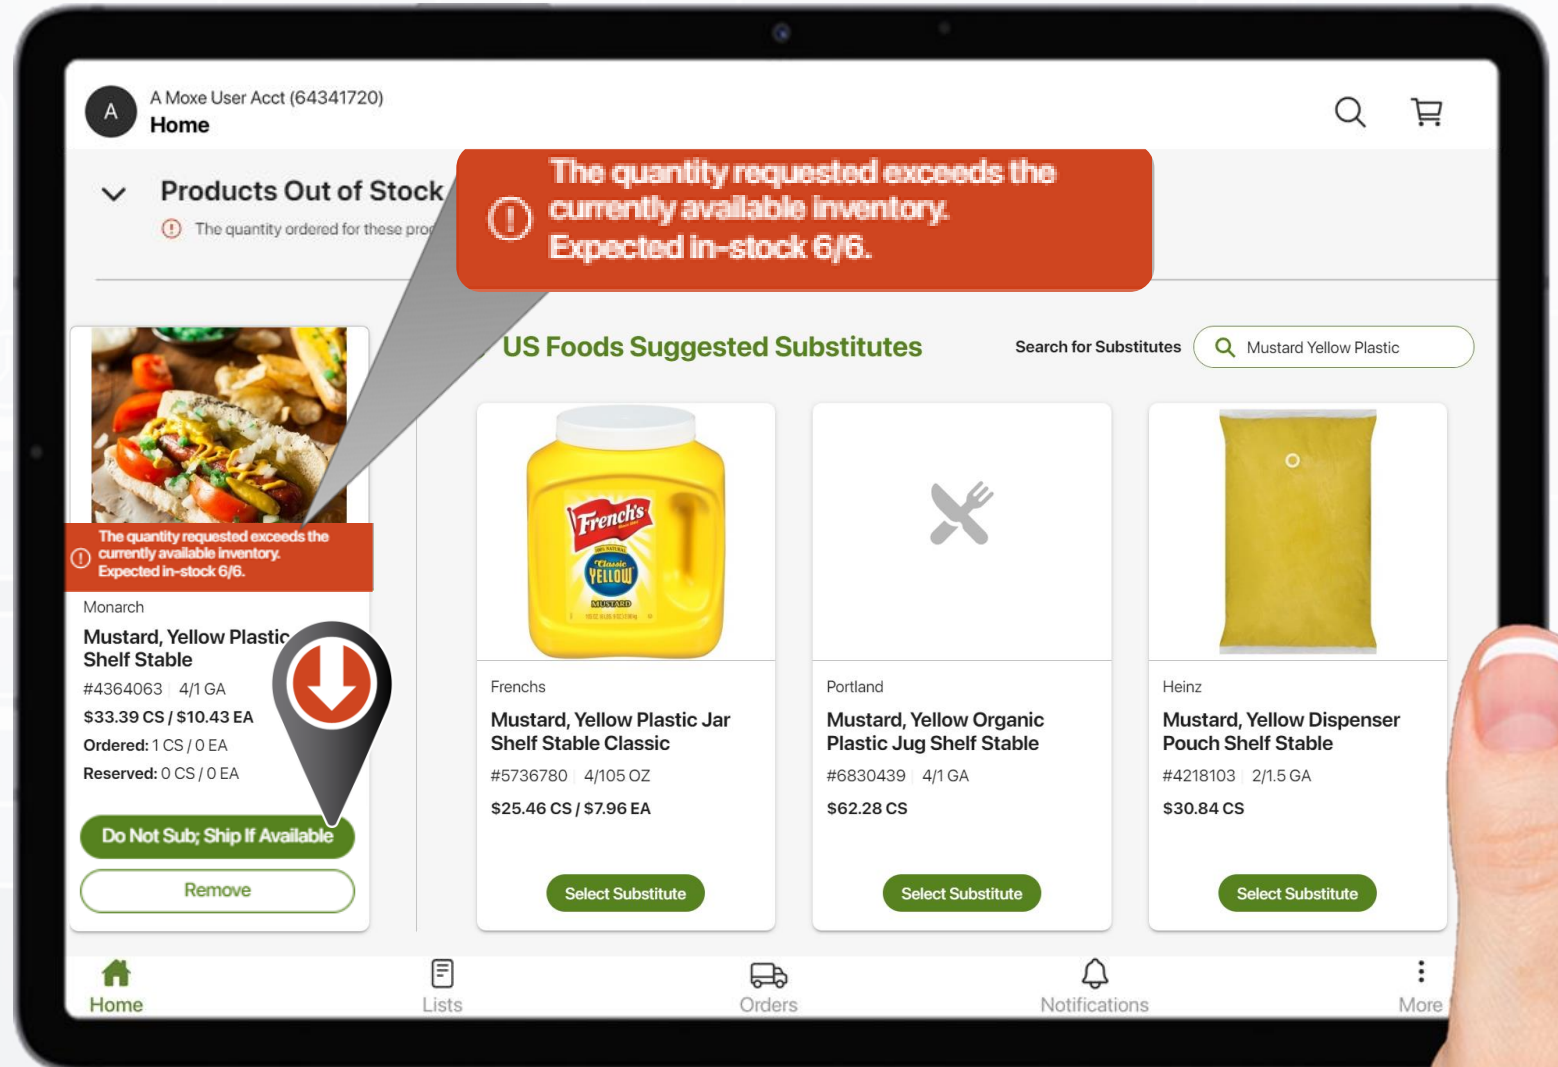 A
A Moxe User Acct (64341720)
Home
Products Out of Stock
The quantity ordered for these
The quantity requested exceeds the
currently available inventory.
Expected in-stock 6/6.
US Foods Suggested Substitutes
Search for Substitutes
Mustard Yellow Plastic
The quantity requested exceeds the
currently available inventory.
Expected in-stock 6/6.
Monarch
Mustard, Yellow Plastic
Shelf Stable
#4364063 4/1 GA
$33.39 CS / $10.43 EA
Ordered: 1 CS / 0 EA
Reserved: 0 CS / 0 EA
Do Not Sub; Ship If Available
Remove
French's
Classic
YELLOW
MUSTARD
Frenchs
Mustard, Yellow Plastic Jar
Shelf Stable Classic
#5736780 4/105 OZ
$25.46 CS / $7.96 EA
Select Substitute
Portland
Mustard, Yellow Organic
Plastic Jug Shelf Stable
#6830439 4/1 GA
$62.28 CS
Select Substitute
Heinz
Mustard, Yellow Dispenser
Pouch Shelf Stable
#4218103 2/1.5 GA
$30.84 CS
Select Substitute
Home
Lists
Orders
Notifications
More